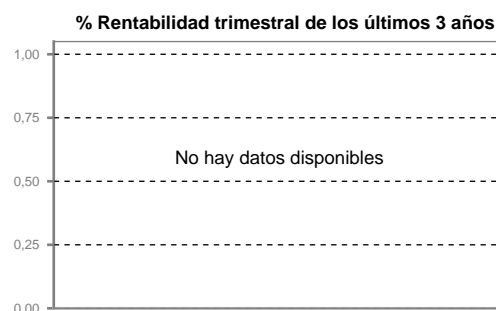 % Rentabilidad trimestral de los últimos 3 años
1,00
0,75
No hay datos disponibles
0,50
0,25
0,00